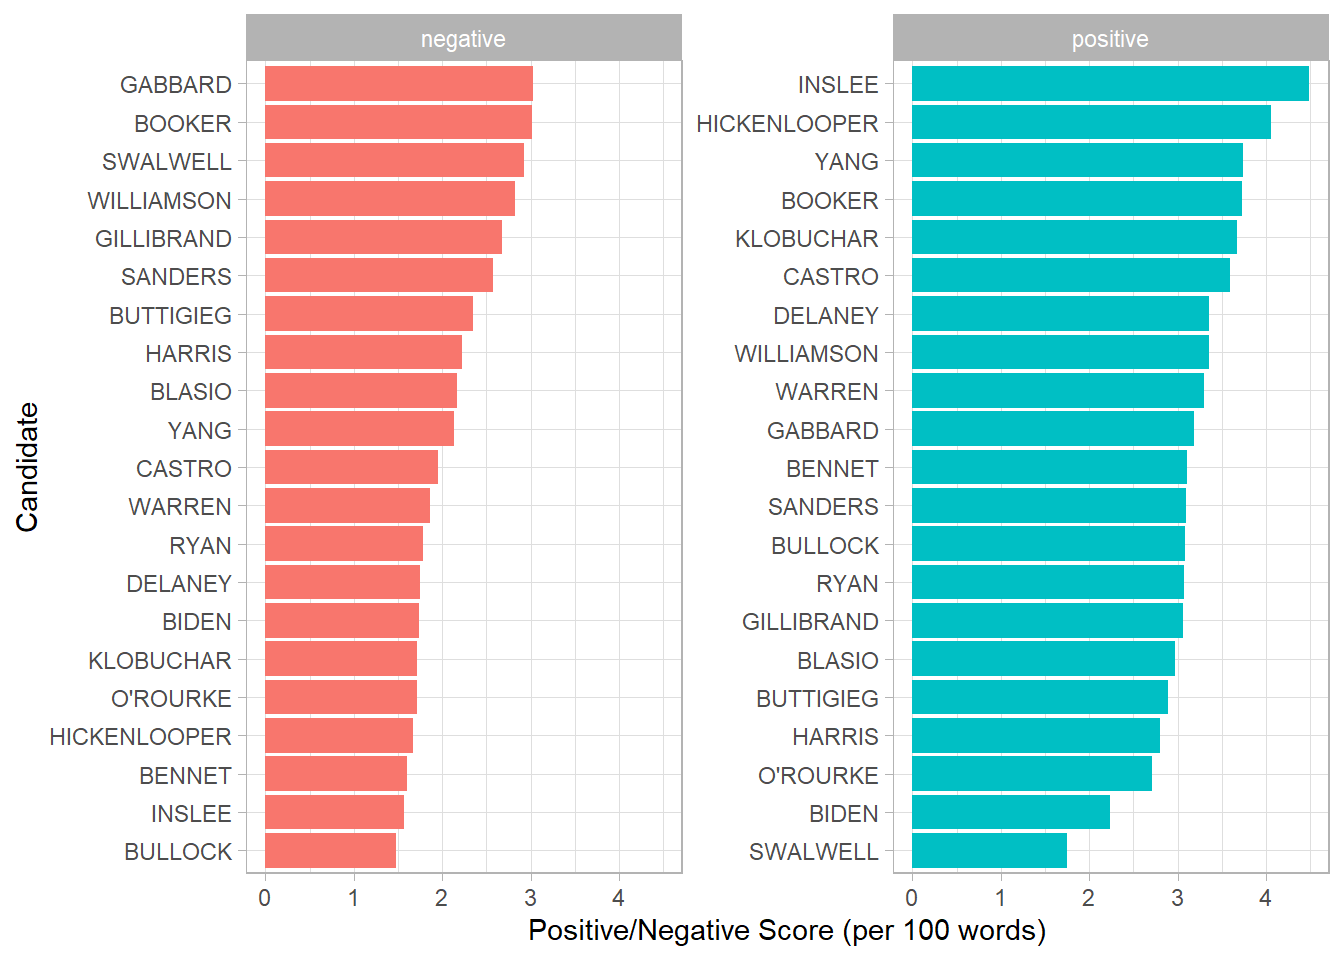 negative
GABBARD
BOOKER
SWALWELL
WILLIAMSON
GILLIBRAND
SANDERS
BUTTIGIEG
HARRIS
BLASIO
YANG
CASTRO
WARREN
RYAN
DELANEY
BIDEN
KLOBUCHAR
O'ROURKE
HICKENLOOPER
BENNET
INSLEE
BULLOCK
0 1 2 3 4
positive
INSLEE
HICKENLOOPER
YANG
BOOKER
KLOBUCHAR
CASTRO
DELANEY
WILLIAMSON
WARREN
GABBARD
BENNET
SANDERS
BULLOCK
RYAN
GILLIBRAND
BLASIO
BUTTIGIEG
HARRIS
O'ROURKE
BIDEN
SWALWELL
0 1 2 3 4
Candidate
Positive/Negative Score (per 100 words)